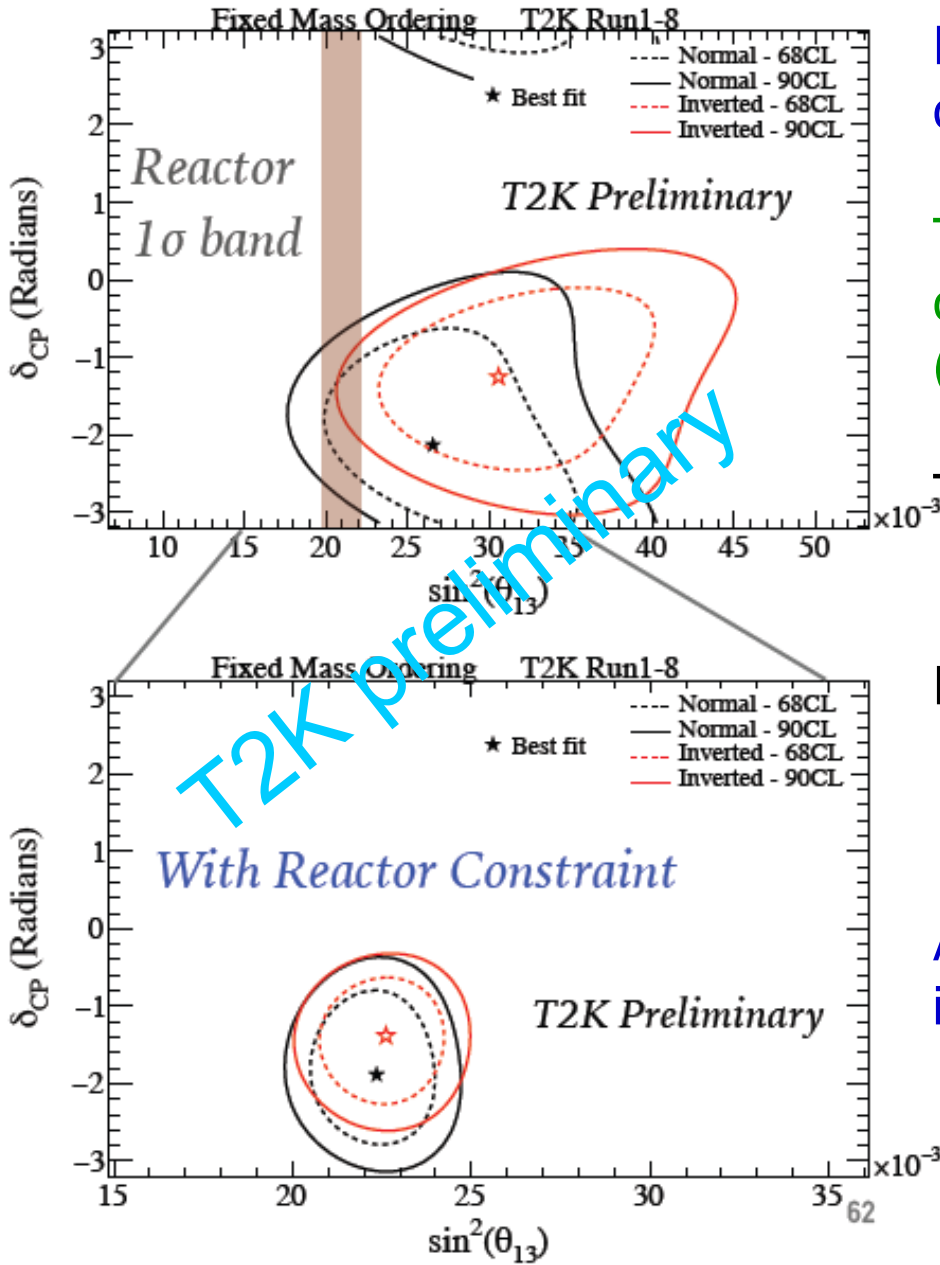 Fixed Mass Ordering T2K Run1-8
Normal - 68CL
Normal - 90CL
Inverted - 68CL
Inverted - 90CL
★ Best fit
Reactor
1σ band
T2K Preliminary
δCP (Radians)
3
2
1
0
−1
−2
−3
10 15 20 25 30 35 40 45 50 ×10⁻³
sin²(θ₁₃)
T2K preliminary
Fixed Mass Ordering T2K Run1-8
Normal - 68CL
Normal - 90CL
Inverted - 68CL
Inverted - 90CL
★ Best fit
With Reactor Constraint
T2K Preliminary
δCP (Radians)
3
2
1
0
−1
−2
−3
15 20 25 30 35 ×10⁻³
62
sin²(θ₁₃)